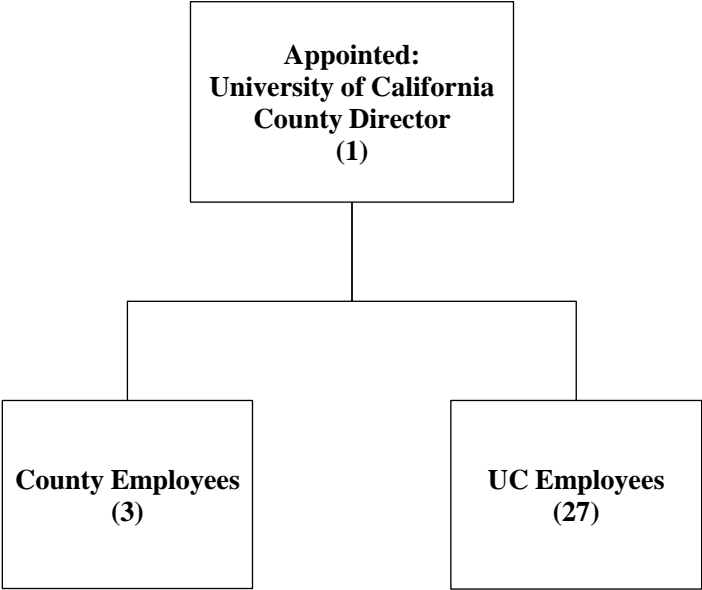 Appointed:
University of California
County Director
(1)
County Employees
(3)
UC Employees
(27)